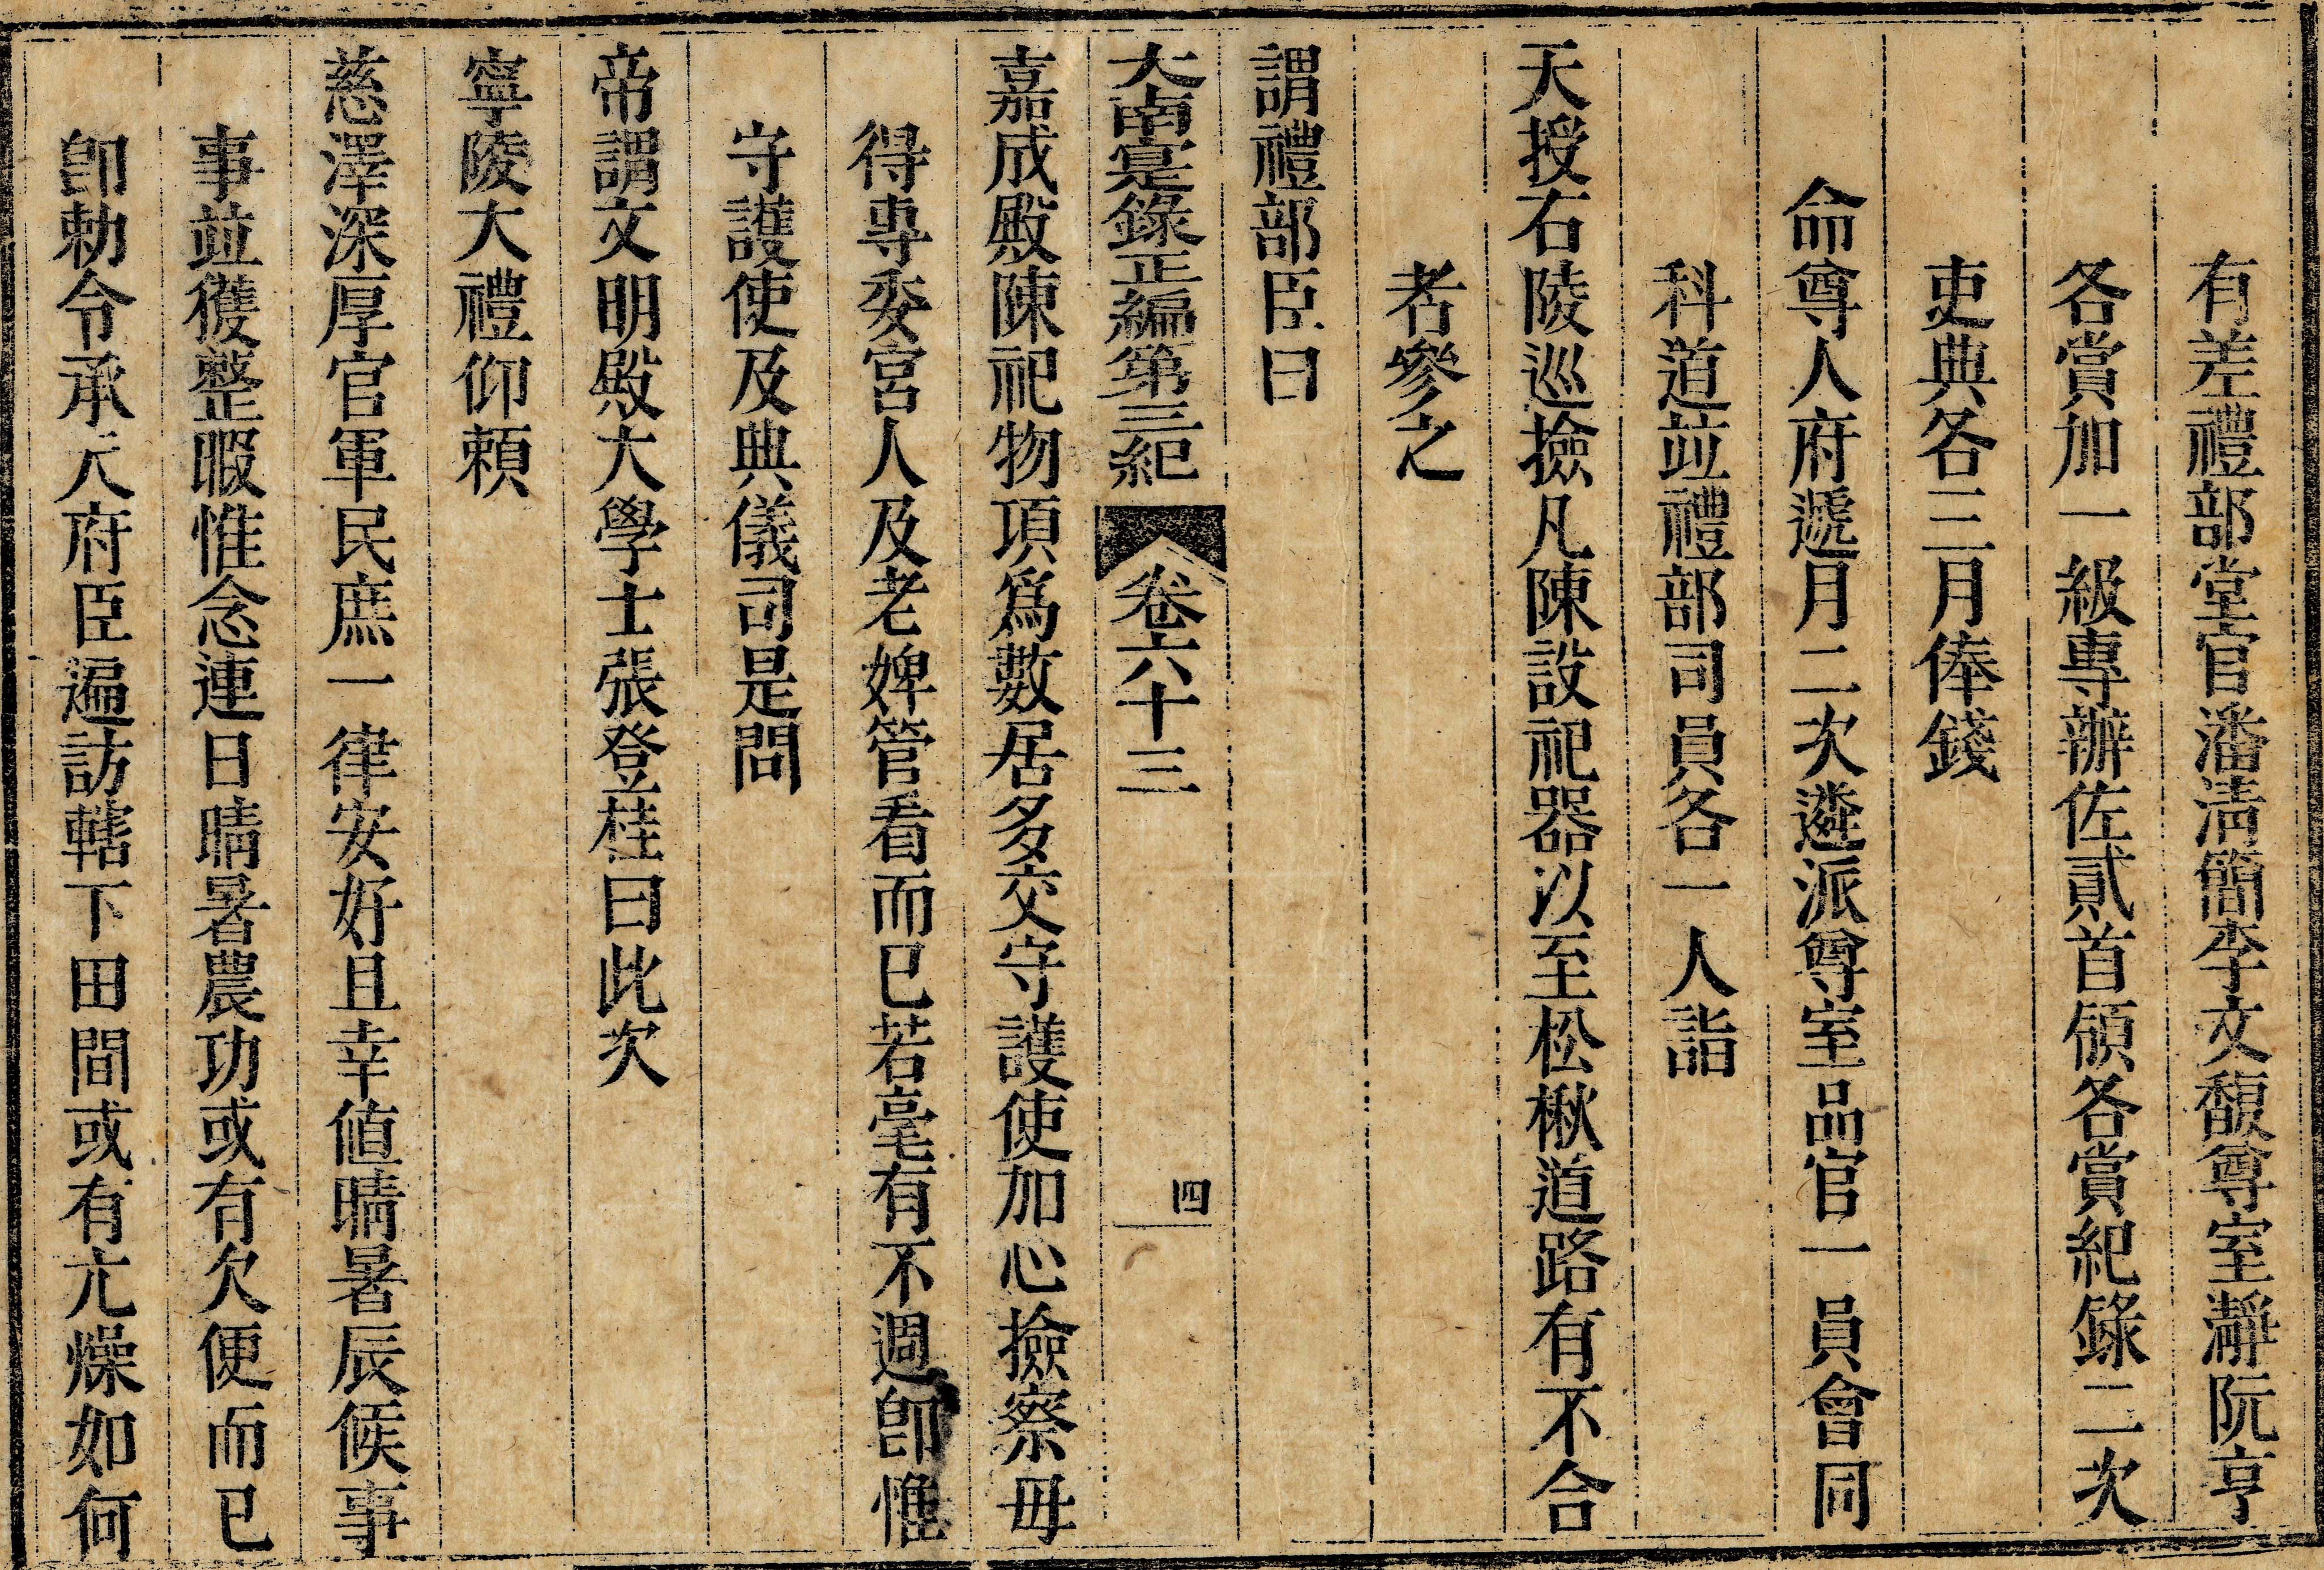 有差禮部堂官潘清簡李文馥尊室瀞阮亨
各賞加一級專辦佐貳首領各賞紀錄二次
吏典各三月俸錢
命尊人府遞月二次遴派尊室品官一員會同
科道並禮部司員各一人詣
天授右陵巡撿凡陳設祀器以至松楸道路有不合
者參之
謂禮部臣曰
大南寔錄正編第三紀 卷六十三 四
嘉成殿陳祀物項爲數居多交守護使加心撿察毋
得專委宮人及老婢管看而已若毫有不週卽惟
守護使及典儀司是問
帝謂文明殿大學士張登桂曰此次
寧陵大禮仰賴
慈澤深厚官軍民庶一律安好且幸值晴暑辰候事
事並獲整暇惟念連日晴暑農功或有欠便而已
卽勅令承天府臣遍訪轄下田間或有亢燥如何